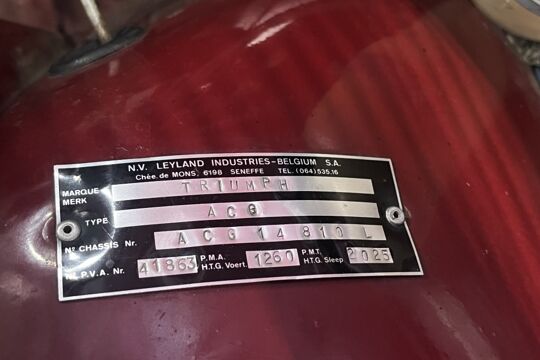 N.V. LEYLAND INDUSTRIES-BELGIUM S.A.
Chée.de MONS, 6198 SENEFFE TEL. (064)535.16
MARQUE MERK TRIUMPH
TYPE ACG
Nº CHASSIS Nr. ACG 14810 L
P.V.A. Nr. 41863 P.M.A. H.T.G. Voert. 1260 P.M.T. H.T.G. Sleep 2025